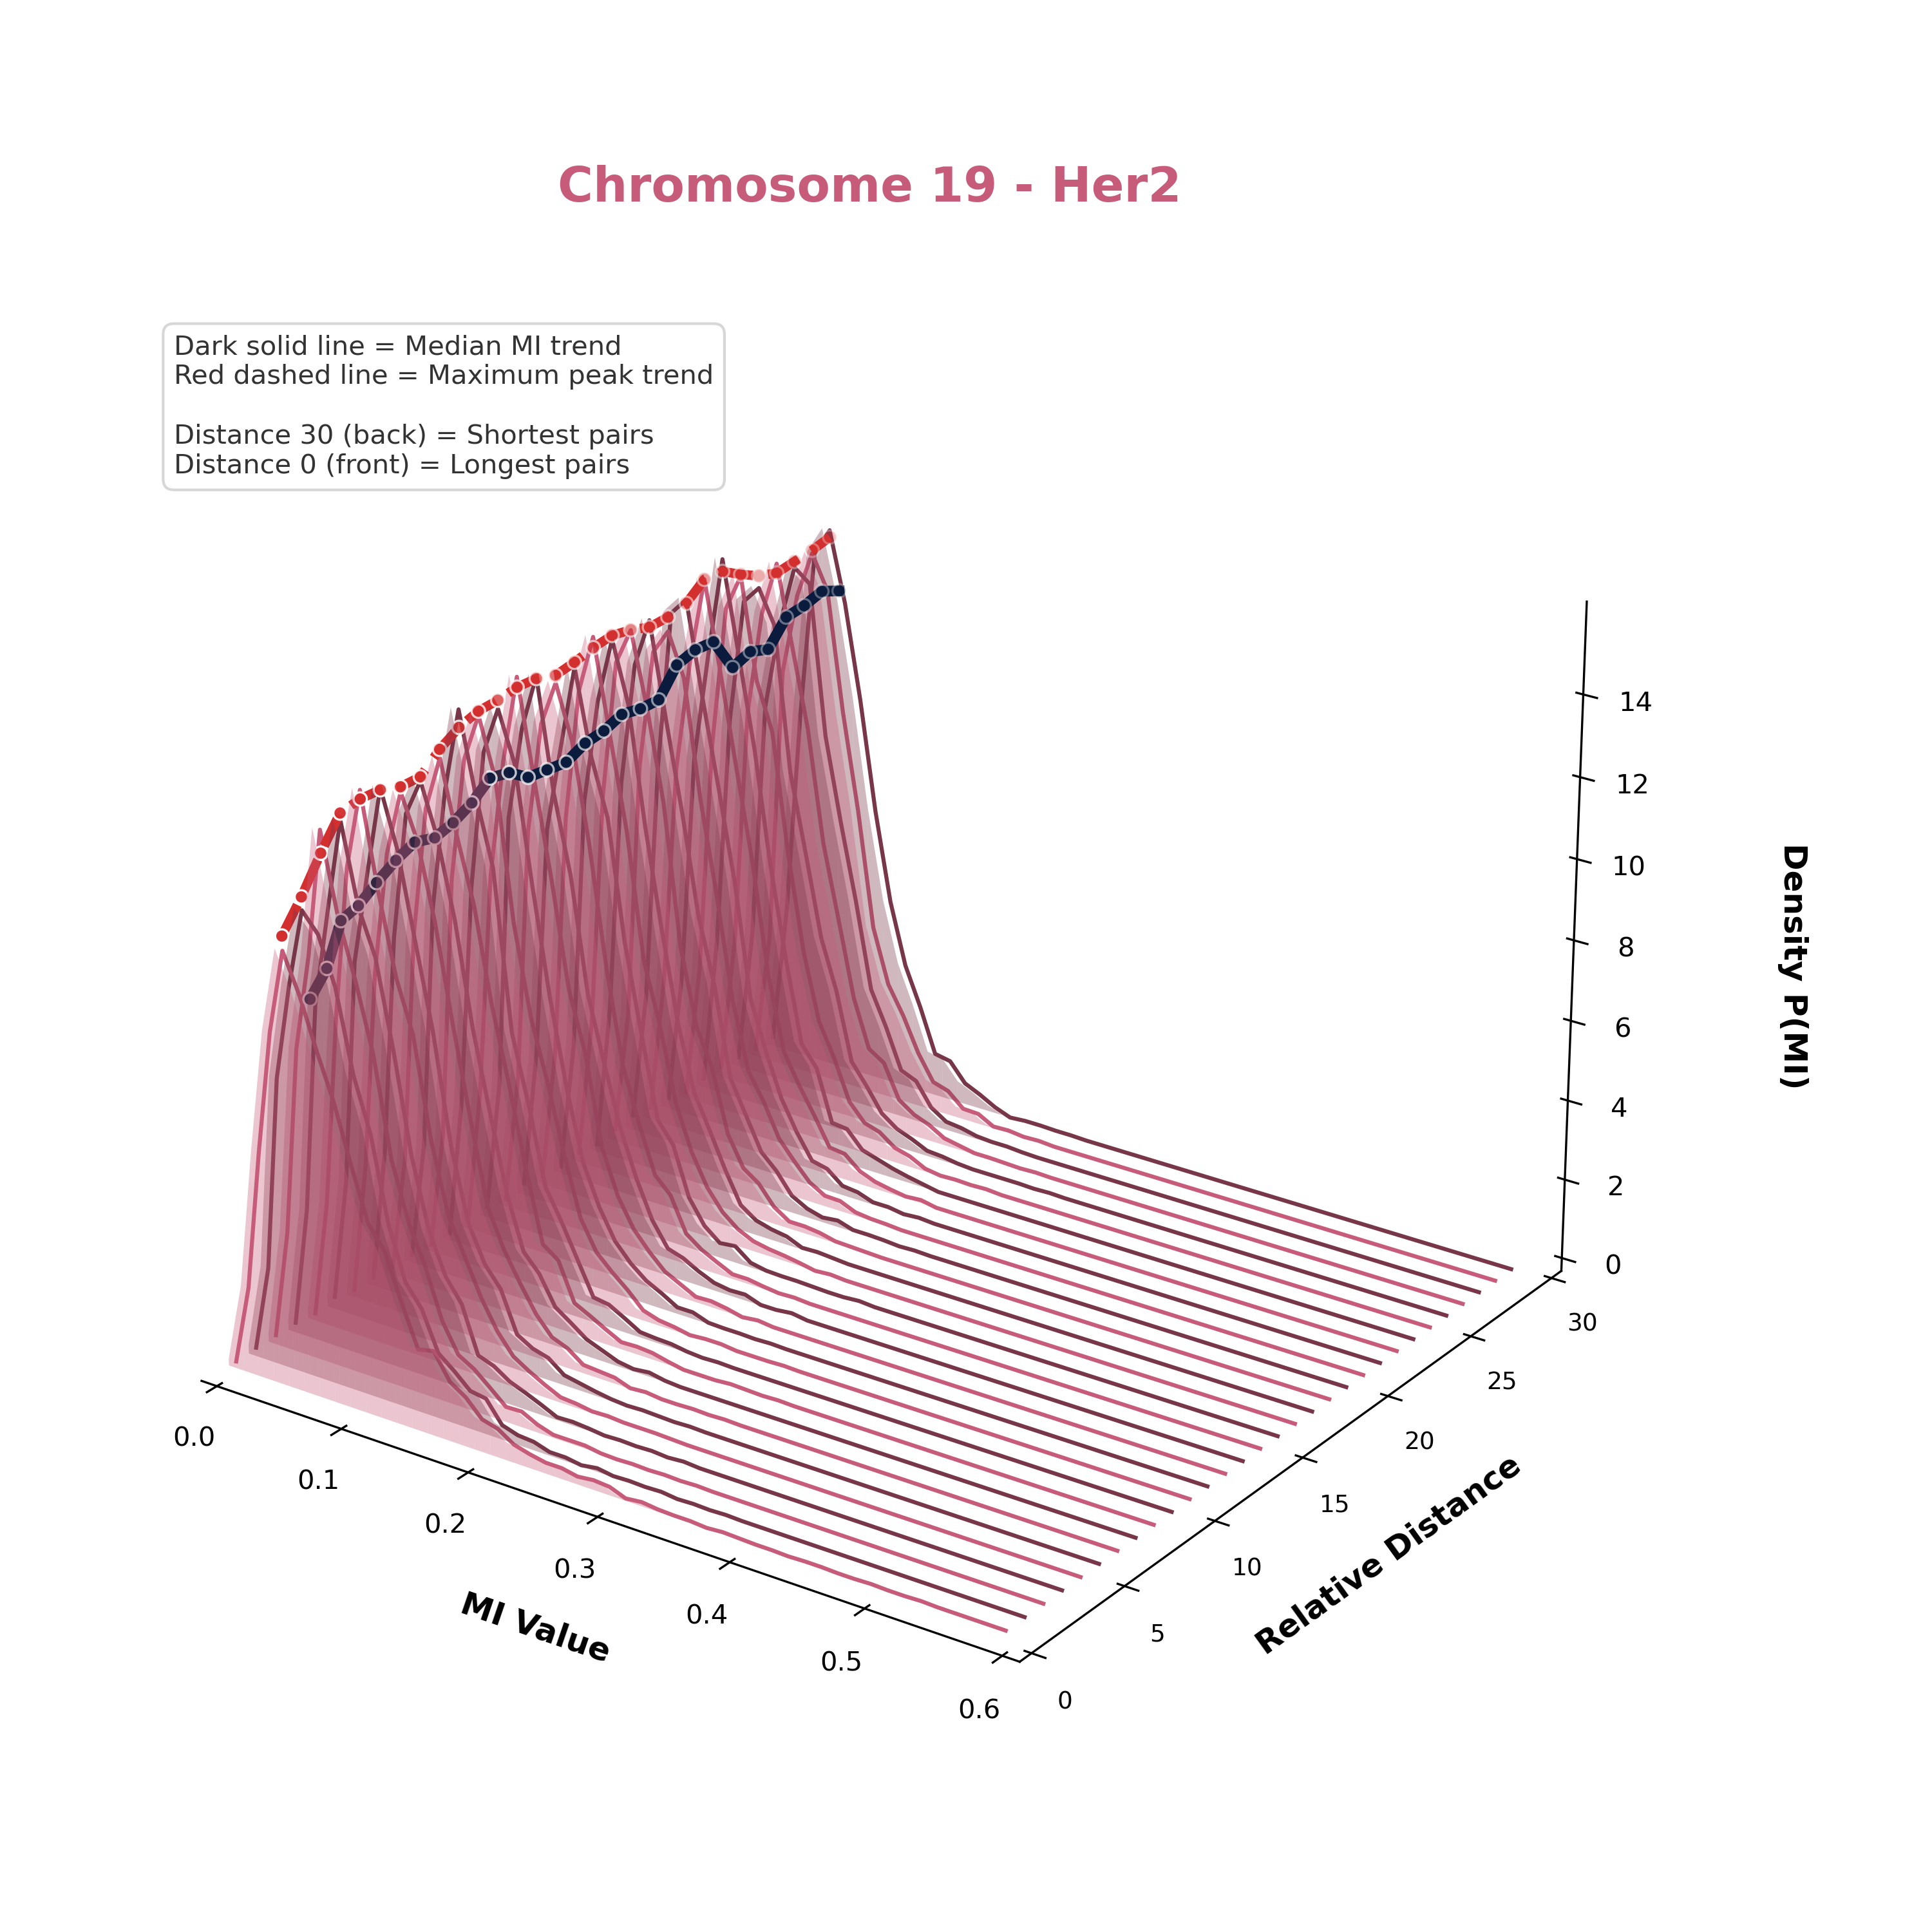 Chromosome 19 - Her2
Dark solid line = Median MI trend
Red dashed line = Maximum peak trend
Distance 30 (back) = Shortest pairs
Distance 0 (front) = Longest pairs
14
12
10
8
6
4
2
0
Density P(MI)
30
25
20
15
10
5
0
Relative Distance
0.0
0.1
0.2
0.3
0.4
0.5
0.6
MI Value